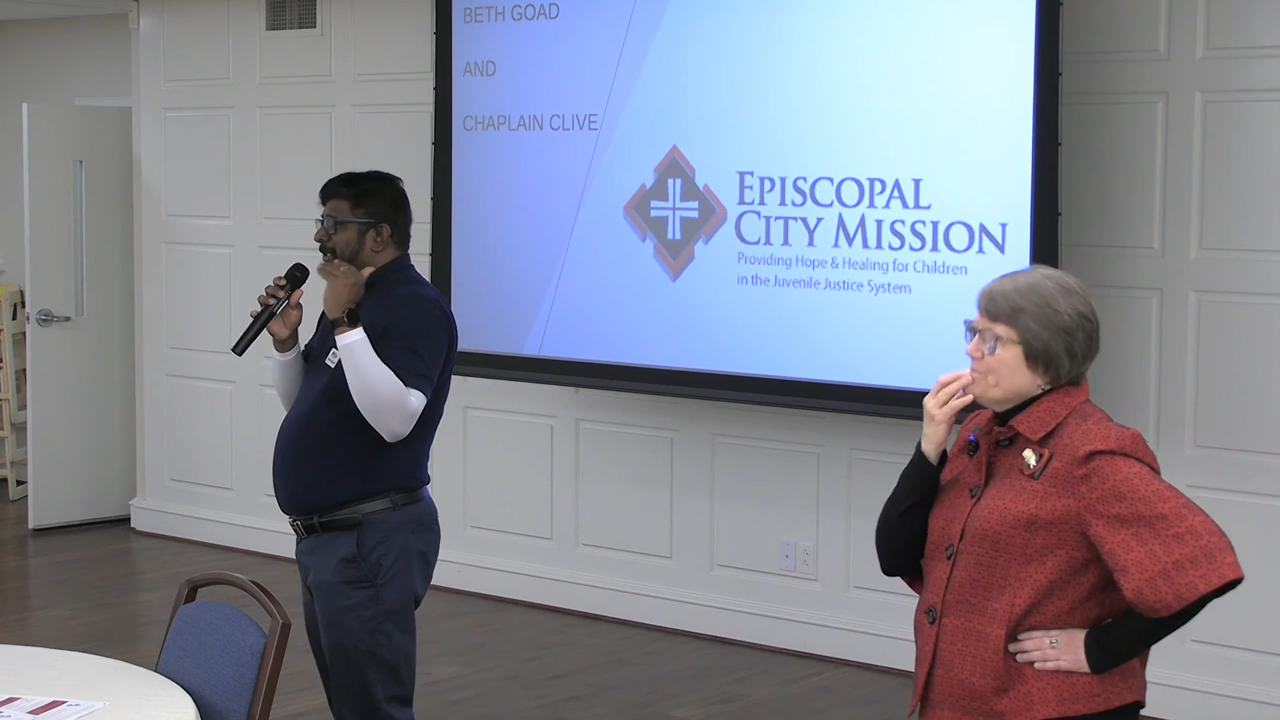 BETH GOAD
AND
CHAPLAIN CLIVE
EPISCOPAL
CITY MISSION
Providing Hope & Healing for Children
in the Juvenile Justice System